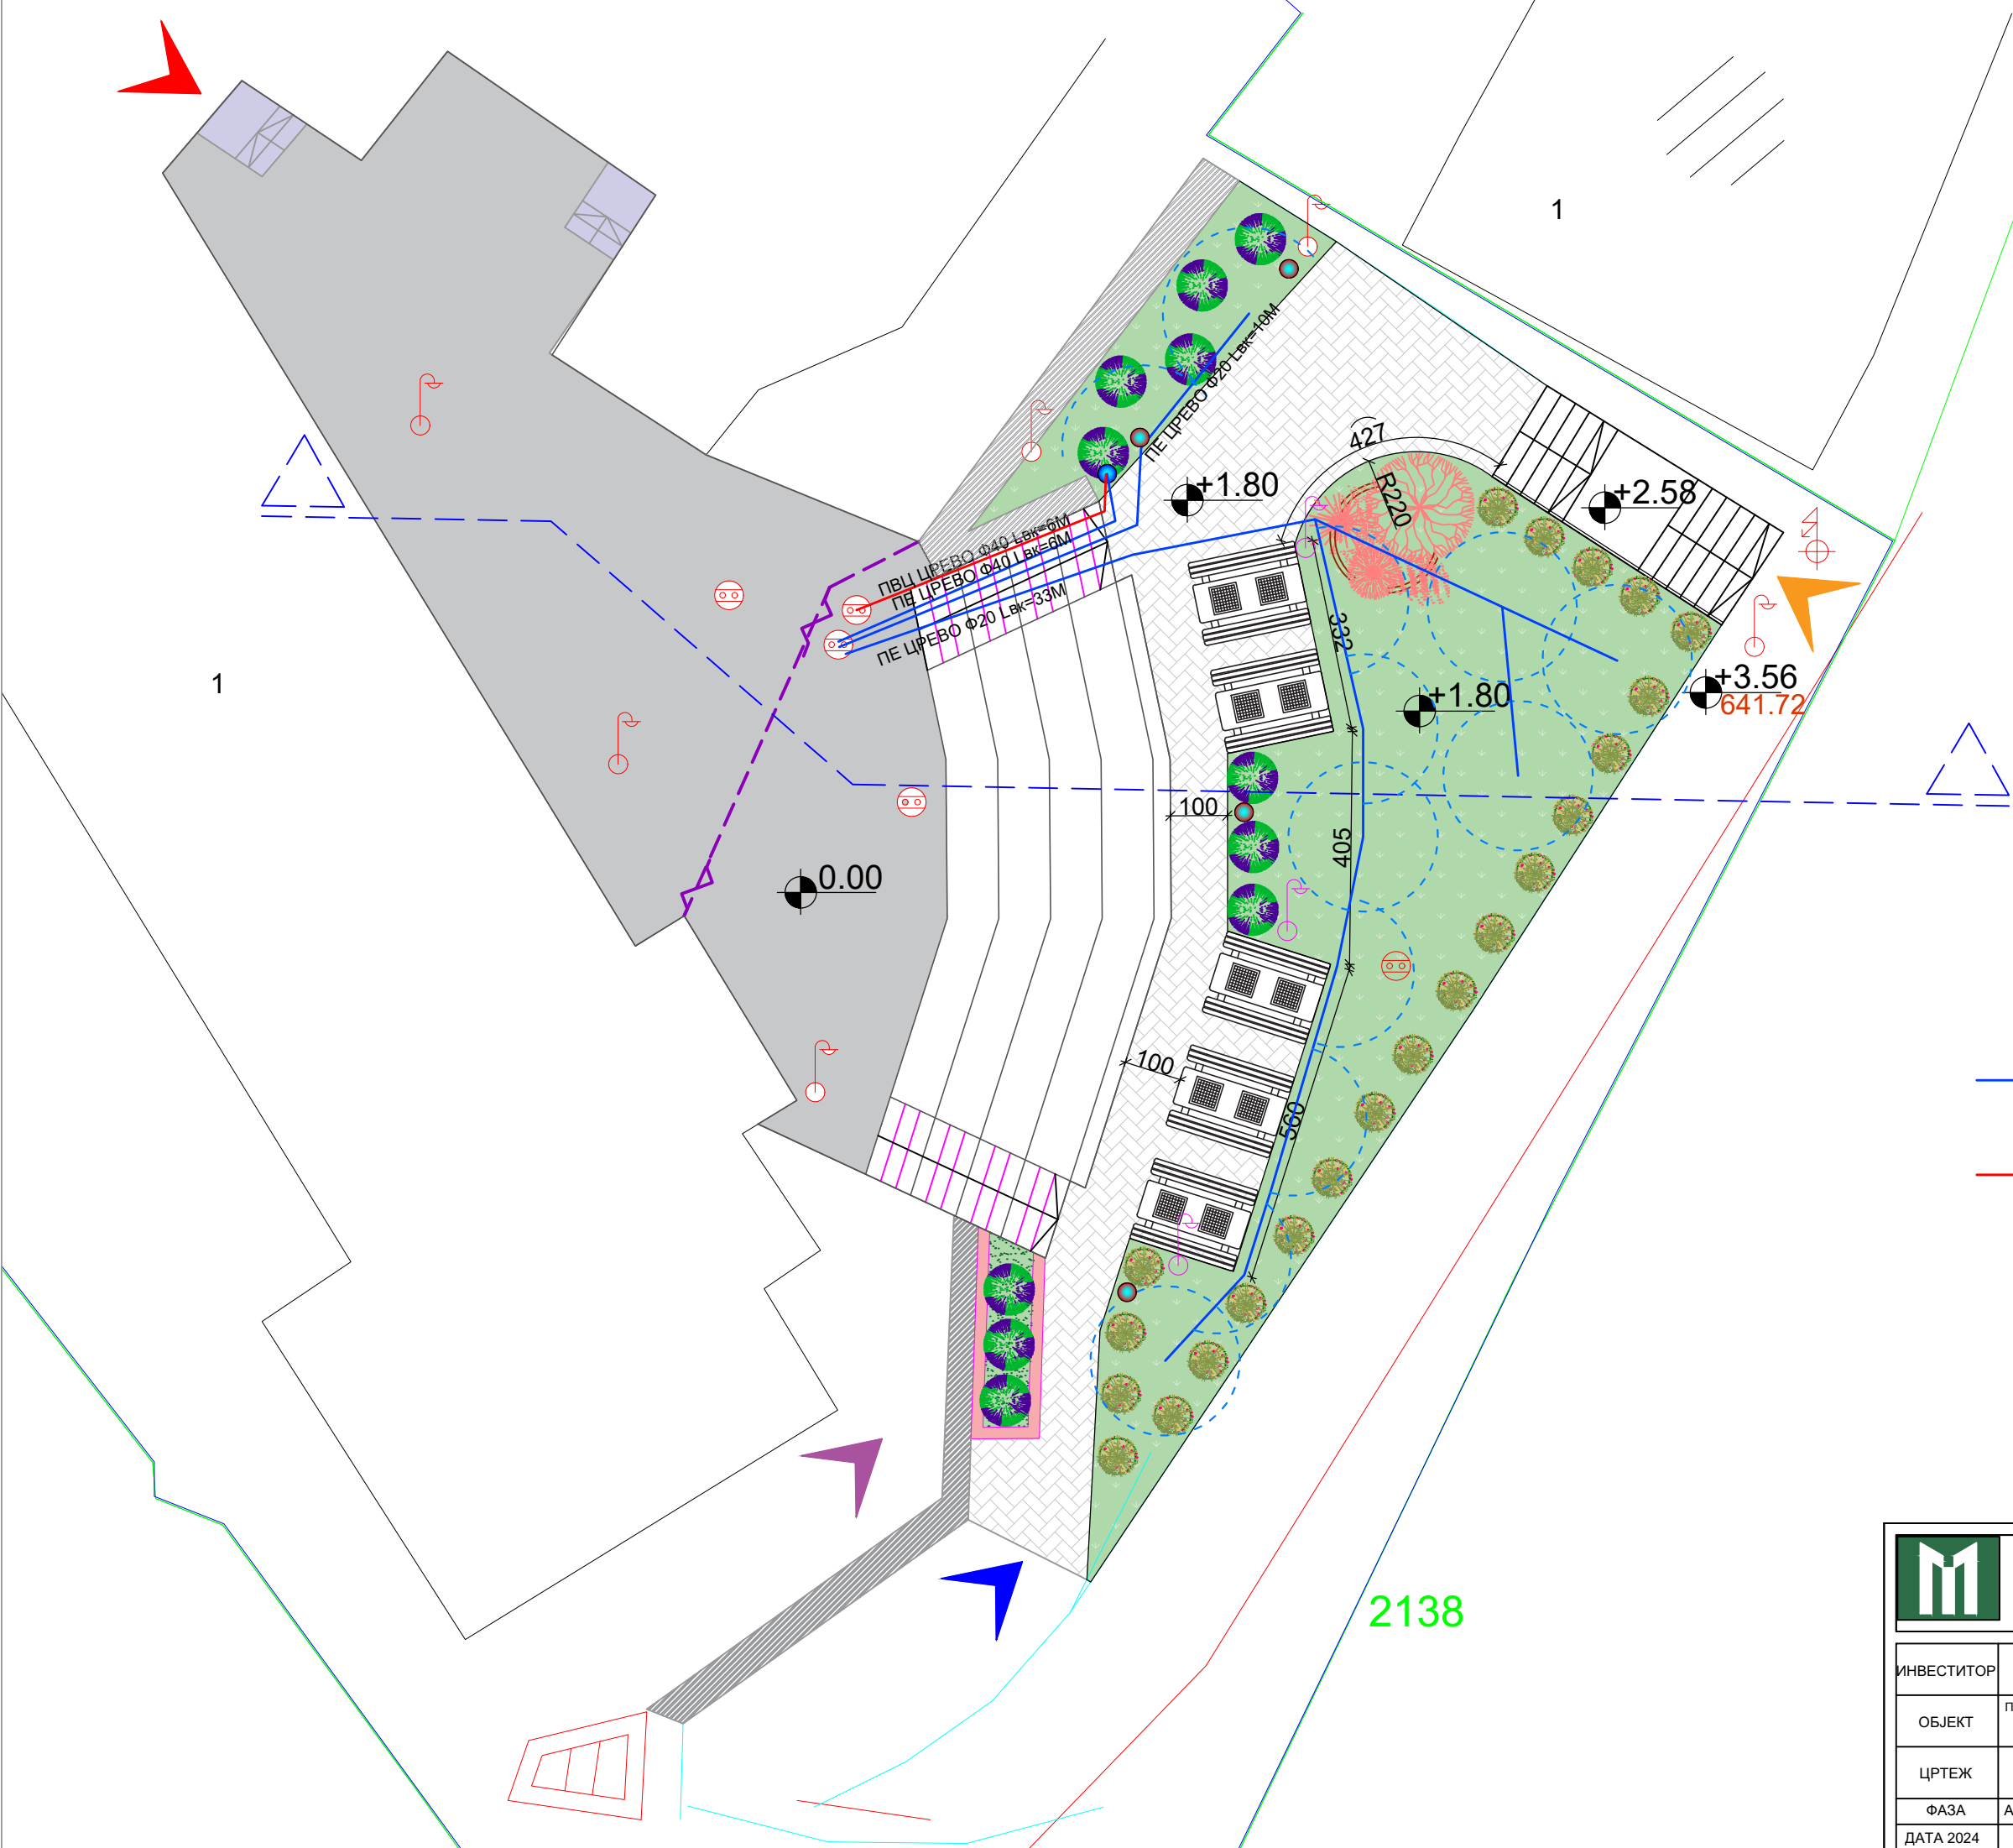 1
ПЕ ЦРЕВО Ф20 Lвк=10М
427
R220
+1.80
+2.58
ПВЦ ЦРЕВО Ф40 Lвк=6М
ПЕ ЦРЕВО Ф40 Lвк=6М
ПЕ ЦРЕВО Ф20 Lвк=33М
332
1
+1.80
+3.56
641.72
100
405
0.00
100
560
2138
ИНВЕСТИТОР
ОБЈЕКТ
П
ЦРТЕЖ
ФАЗА
А
ДАТА 2024